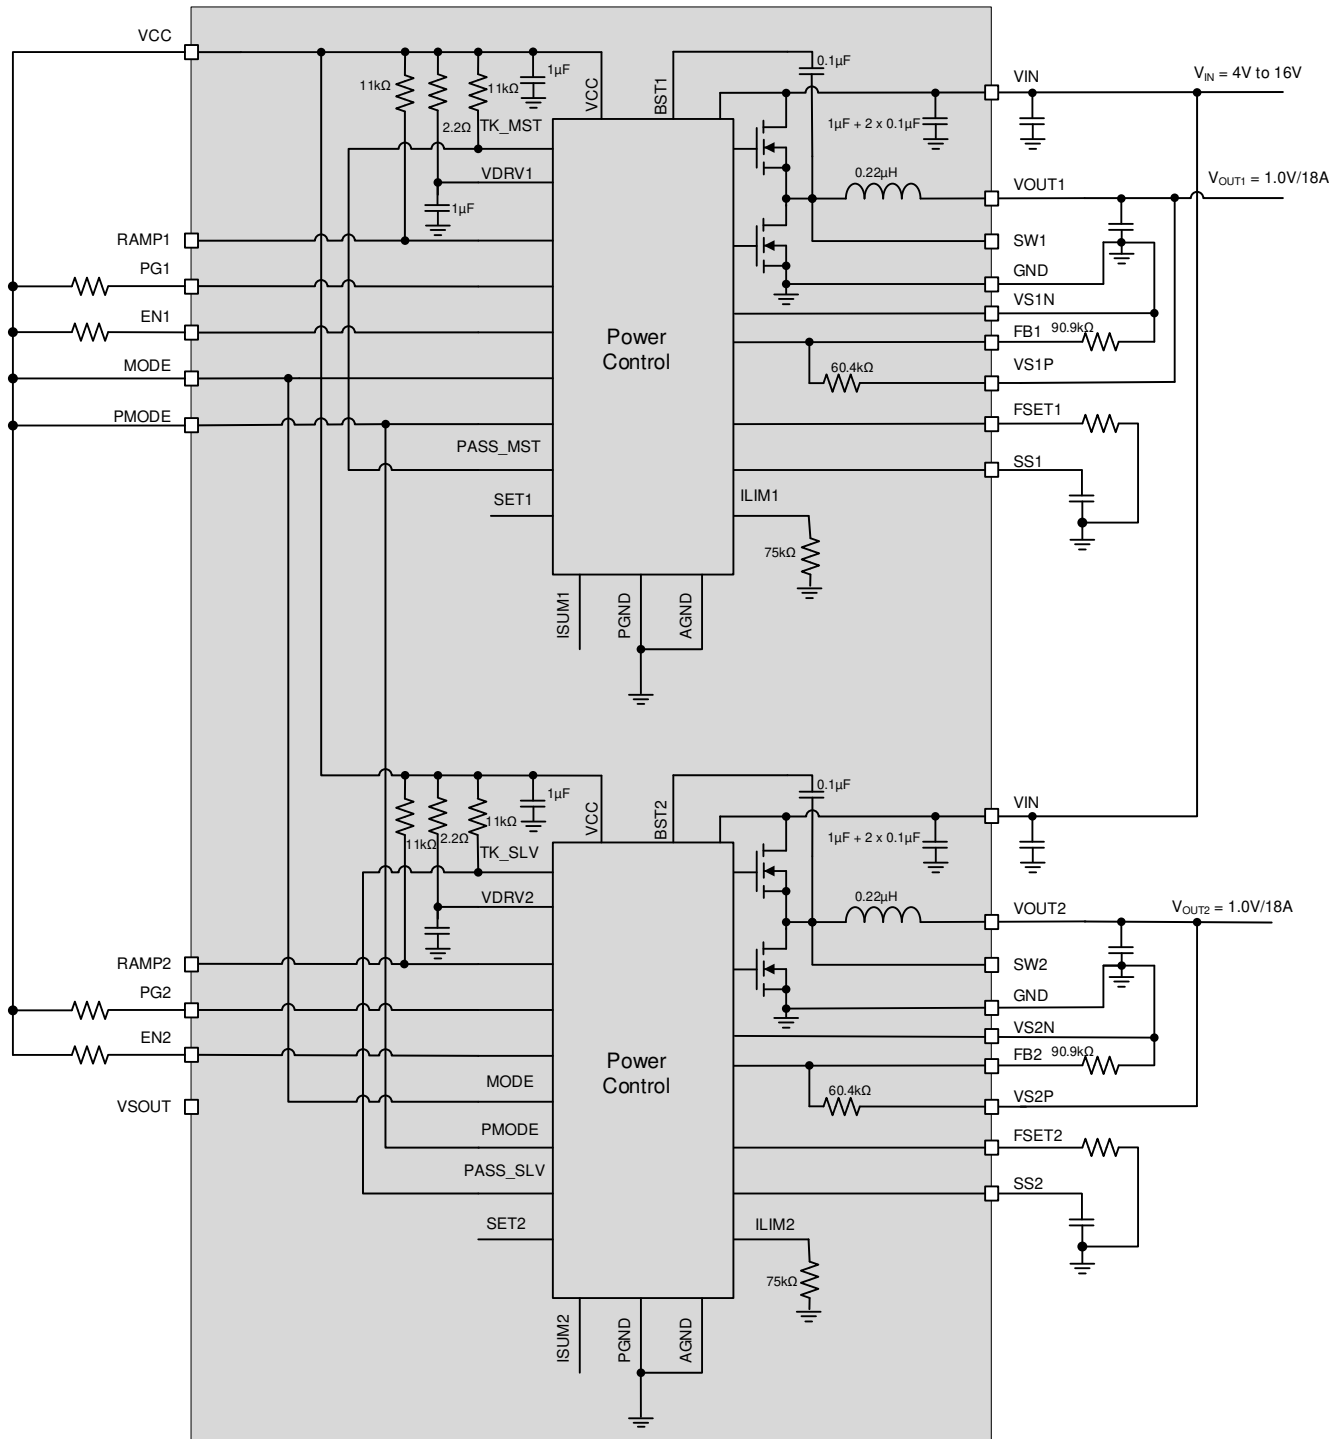 VCC
11kΩ
2.2Ω
11kΩ
TK_MST
1µF
VCC
BST1
0.1µF
1µF + 2 x 0.1µF
VIN
V_IN = 4V to 16V
VDRV1
1µF
0.22µH
VOUT1
V_OUT1 = 1.0V/18A
RAMP1
SW1
PG1
GND
EN1
VS1N
Power
Control
FB1
90.9kΩ
MODE
60.4kΩ
VS1P
PMODE
FSET1
PASS_MST
SS1
SET1
ILIM1
75kΩ
ISUM1
PGND
AGND
11kΩ
2.2Ω
11kΩ
TK_SLV
1µF
VCC
BST2
0.1µF
1µF + 2 x 0.1µF
VIN
VDRV2
0.22µH
VOUT2
V_OUT2 = 1.0V/18A
RAMP2
SW2
PG2
GND
EN2
VS2N
Power
Control
FB2
90.9kΩ
MODE
60.4kΩ
VS2P
VSOUT
PMODE
FSET2
PASS_SLV
SS2
SET2
ILIM2
75kΩ
ISUM2
PGND
AGND